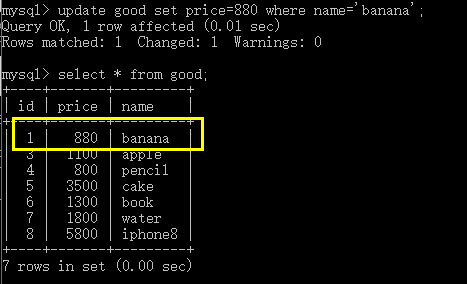 mysql> update good set price=880 where name='banana';
Query OK, 1 row affected (0.01 sec)
Rows matched: 1  Changed: 1  Warnings: 0
mysql> select * from good;
+----+-------+---------+
| id | price | name    |
+----+-------+---------+
|  1 |   880 | banana  |
|  3 |  1100 | apple   |
|  4 |   800 | pencil  |
|  5 |  3500 | cake    |
|  6 |  1300 | book    |
|  7 |  1800 | water   |
|  8 |  5800 | iphone8 |
+----+-------+---------+
7 rows in set (0.00 sec)